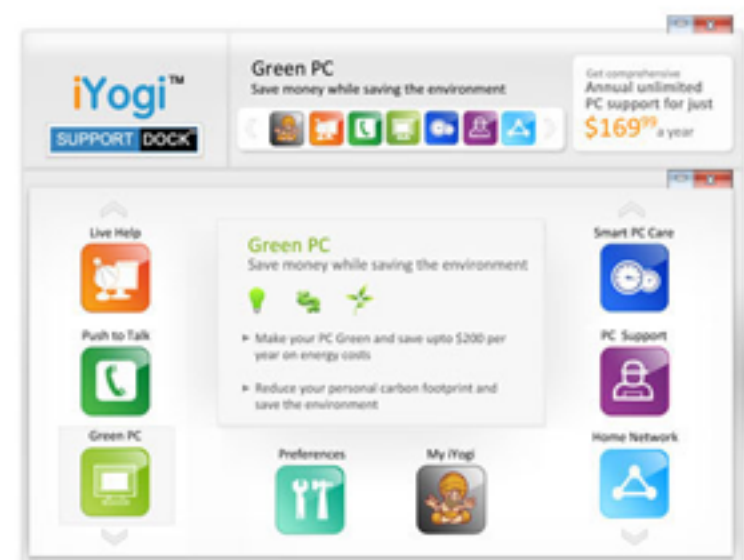 iYogi™
SUPPORT DOCK
Green PC
Save money while saving the environment
Get comprehensive
Annual unlimited
PC support for just
$169⁹⁹ a year
Live Help
Push to Talk
Green PC
Green PC
Save money while saving the environment
► Make your PC Green and save upto $200 per
year on energy costs
► Reduce your personal carbon footprint and
save the environment
Preferences
My iYogi
Smart PC Care
PC Support
Home Network